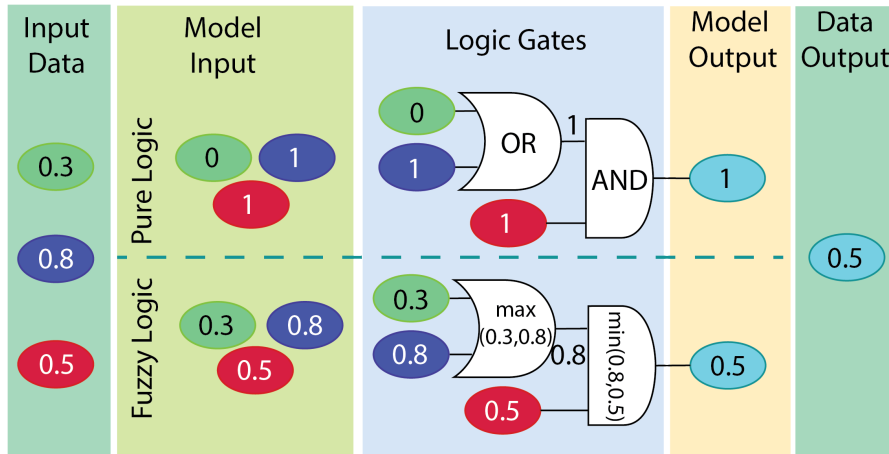 Input
Data
Model
Input
Logic Gates
Model
Output
Data
Output
0.3
0.8
0.5
Pure Logic
0
1
1
0
1
OR
1
1
AND
1
0.5
Fuzzy Logic
0.3
0.8
0.5
0.3
0.8
max
(0.3,0.8)
0.8
0.5
min(0.8,0.5)
0.5